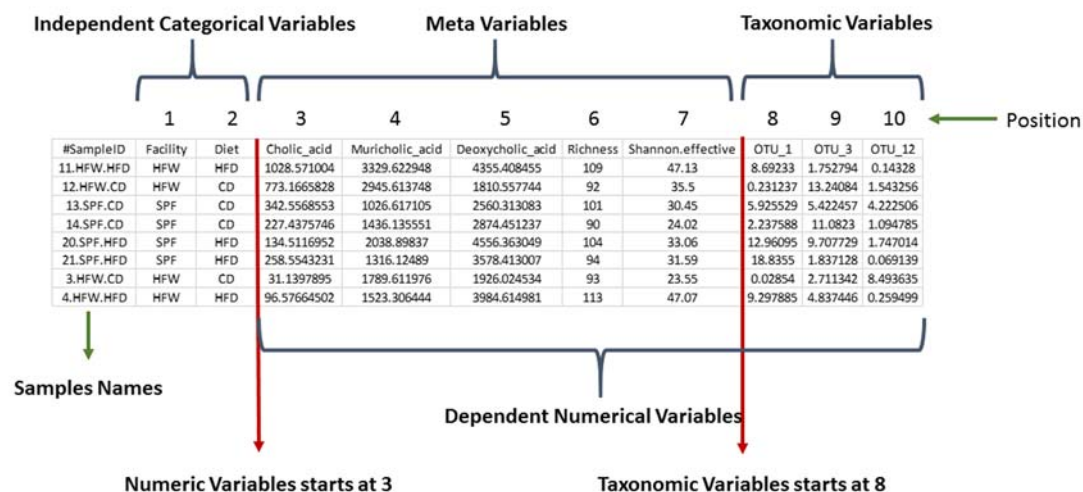 Independent Categorical Variables Meta Variables Taxonomic Variables
1 2 3 4 5 6 7 8 9 10 Position
#SampleID Facility Diet Cholic_acid Muricholic_acid Deoxycholic_acid Richness Shannon.effective OTU_1 OTU_3 OTU_12
11.HFW.HFD HFW HFD 1028.571004 3329.622948 4355.408455 109 47.13 8.69233 1.752794 0.14328
12.HFW.CD HFW CD 773.1665828 2945.613748 1810.557744 92 35.5 0.231237 13.24084 1.543256
13.SPF.CD SPF CD 342.5568553 1026.617105 2560.313083 101 30.45 5.925529 5.422457 4.222506
14.SPF.CD SPF CD 227.4375746 1436.135551 2874.451237 90 24.02 2.237588 11.0823 1.094785
20.SPF.HFD SPF HFD 134.5116952 2038.89837 4556.363049 104 33.06 12.96095 9.707729 1.747014
21.SPF.HFD SPF HFD 258.5543231 1316.12489 3578.413007 94 31.59 18.8355 1.837128 0.069139
3.HFW.CD HFW CD 31.1397895 1789.611976 1926.024534 93 23.55 0.02854 2.711342 8.493635
4.HFW.HFD HFW HFD 96.57664502 1523.306444 3984.614981 113 47.07 9.297885 4.837446 0.259499
Samples Names
Dependent Numerical Variables
Numeric Variables starts at 3 Taxonomic Variables starts at 8